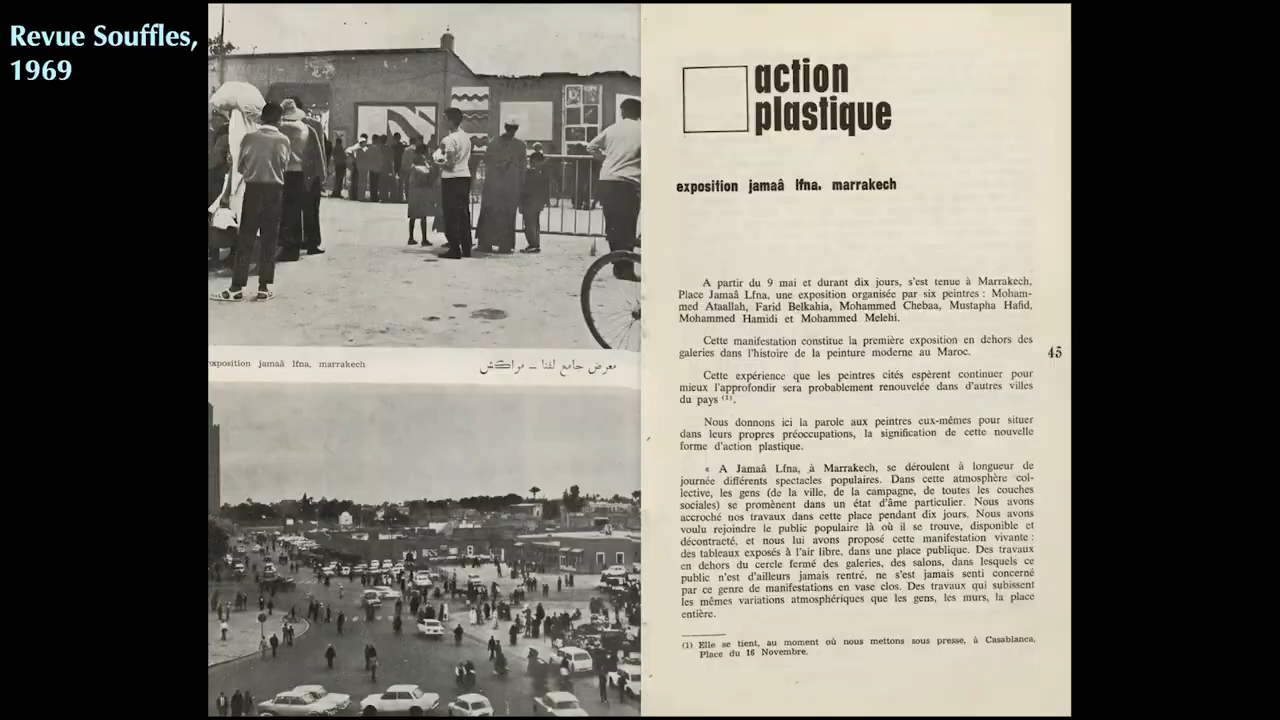 Revue Souffles,
1969
exposition jamaâ lfna, marrakech
معرض جامع لفنا – مراكش
action
plastique
exposition jamaâ lfna. marrakech
A partir du 9 mai et durant dix jours, s'est tenue à Marrakech,
Place Jamaâ Lfna, une exposition organisée par six peintres : Moham-
med Ataallah, Farid Belkahia, Mohammed Chebaa, Mustapha Hafid,
Mohammed Hamidi et Mohammed Melehi.
Cette manifestation constitue la première exposition en dehors des
galeries dans l'histoire de la peinture moderne au Maroc.
45
Cette expérience que les peintres cités espèrent continuer pour
mieux l'approfondir sera probablement renouvelée dans d'autres villes
du pays (1).
Nous donnons ici la parole aux peintres eux-mêmes pour situer
dans leurs propres préoccupations, la signification de cette nouvelle
forme d'action plastique.
« A Jamaâ Lfna, à Marrakech, se déroulent à longueur de
journée différents spectacles populaires. Dans cette atmosphère col-
lective, les gens (de la ville, de la campagne, de toutes les couches
sociales) se promènent dans un état d'âme particulier. Nous avons
accroché nos travaux dans cette place pendant dix jours. Nous avons
voulu rejoindre le public populaire là où il se trouve, disponible et
décontracté, et nous lui avons proposé cette manifestation vivante :
des tableaux exposés à l'air libre, dans une place publique. Des travaux
en dehors du cercle fermé des galeries, des salons, dans lesquels ce
public n'est d'ailleurs jamais rentré, ne s'est jamais senti concerné
par ce genre de manifestations en vase clos. Des travaux qui subissent
les mêmes variations atmosphériques que les gens, les murs, la place
entière.
(1) Elle se tient, au moment où nous mettons sous presse, à Casablanca,
Place du 16 Novembre.